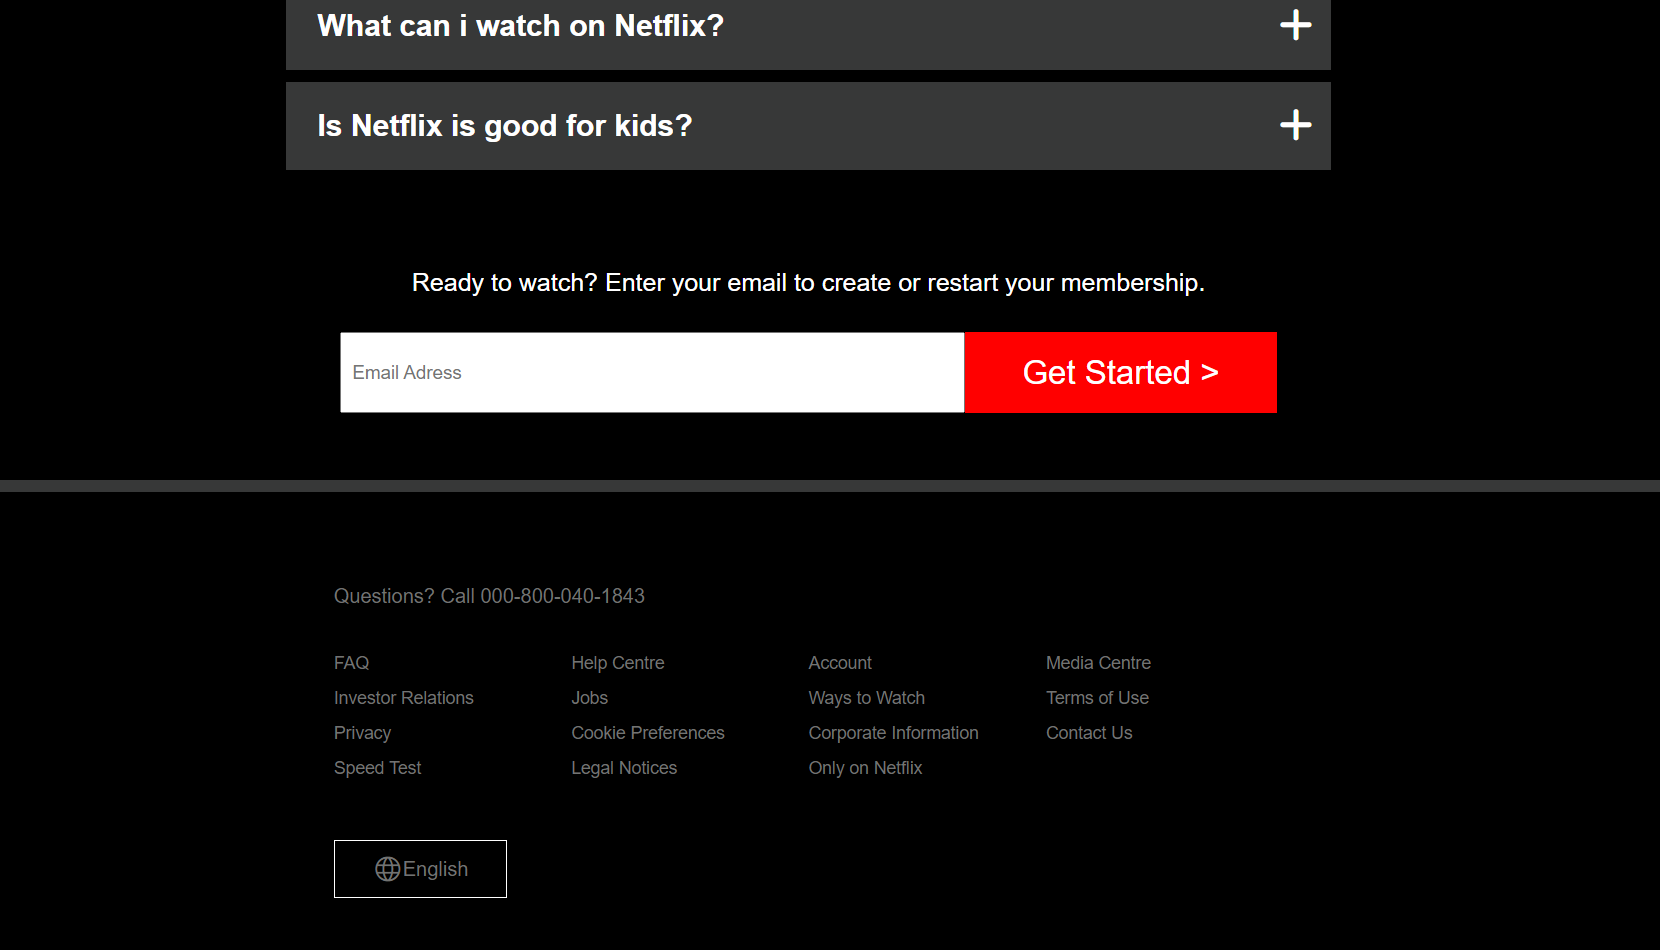 What can i watch on Netflix?
Is Netflix is good for kids?
Ready to watch? Enter your email to create or restart your membership.
Email Adress
Get Started >
Questions? Call 000-800-040-1843
FAQ
Help Centre
Account
Media Centre
Investor Relations
Jobs
Ways to Watch
Terms of Use
Privacy
Cookie Preferences
Corporate Information
Contact Us
Speed Test
Legal Notices
Only on Netflix
English